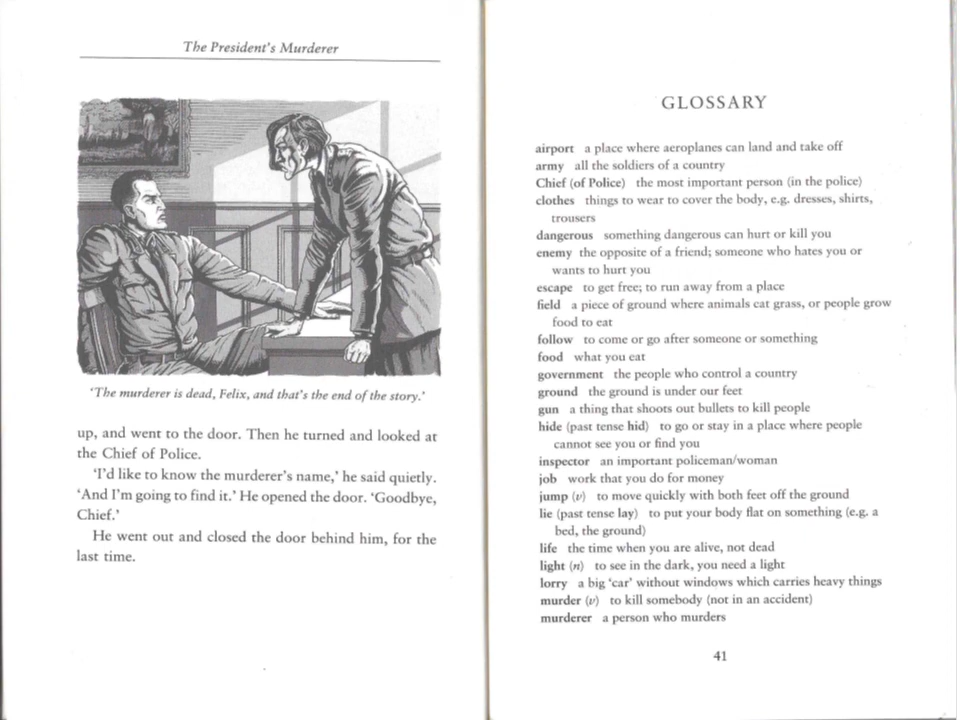 The President's Murderer
'The murderer is dead, Felix, and that's the end of the story.'
up, and went to the door. Then he turned and looked at
the Chief of Police.
'I'd like to know the murderer's name,' he said quietly.
'And I'm going to find it.' He opened the door. 'Goodbye,
Chief.'
He went out and closed the door behind him, for the
last time.
GLOSSARY
airport a place where aeroplanes can land and take off
army all the soldiers of a country
Chief (of Police) the most important person (in the police)
clothes things to wear to cover the body, e.g. dresses, shirts,
trousers
dangerous something dangerous can hurt or kill you
enemy the opposite of a friend; someone who hates you or
wants to hurt you
escape to get free; to run away from a place
field a piece of ground where animals eat grass, or people grow
food to eat
follow to come or go after someone or something
food what you eat
government the people who control a country
ground the ground is under our feet
gun a thing that shoots out bullets to kill people
hide (past tense hid) to go or stay in a place where people
cannot see you or find you
inspector an important policeman/woman
job work that you do for money
jump (v) to move quickly with both feet off the ground
lie (past tense lay) to put your body flat on something (e.g. a
bed, the ground)
life the time when you are alive, not dead
light (n) to see in the dark, you need a light
lorry a big 'car' without windows which carries heavy things
murder (v) to kill somebody (not in an accident)
murderer a person who murders
41